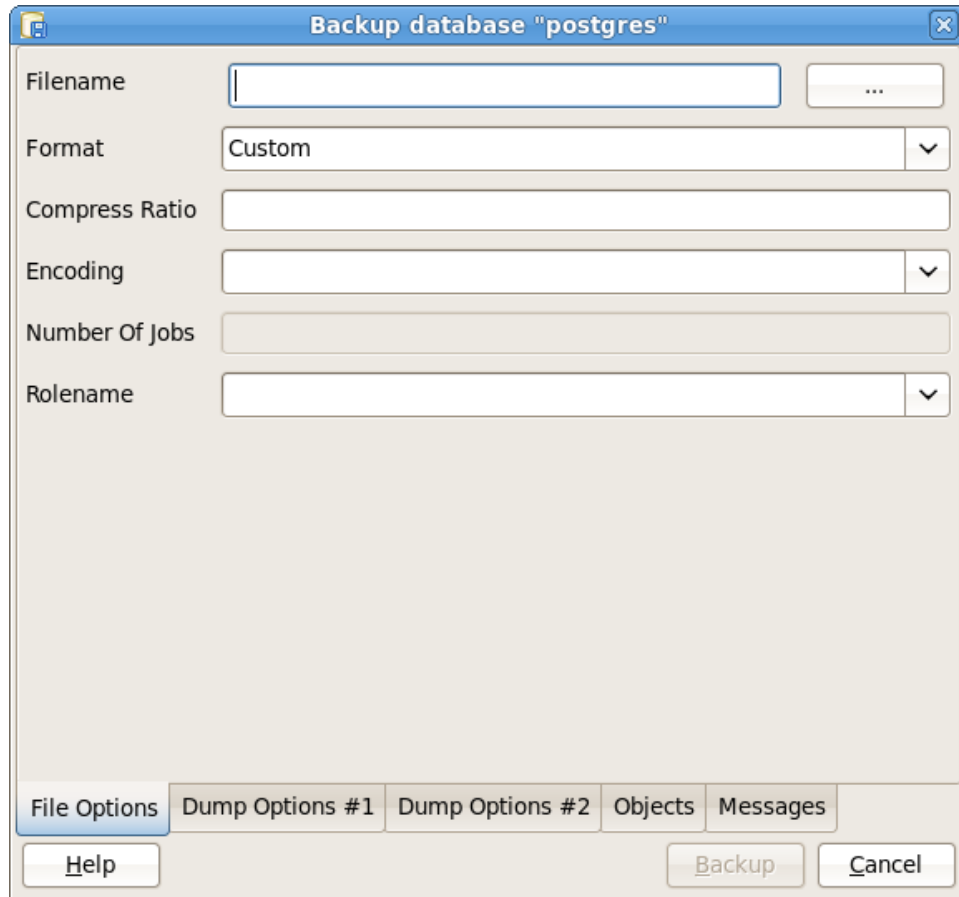 Backup database "postgres"
Filename
...
Format
Custom
Compress Ratio
Encoding
Number Of Jobs
Rolename
File Options
Dump Options #1
Dump Options #2
Objects
Messages
Help
Backup
Cancel